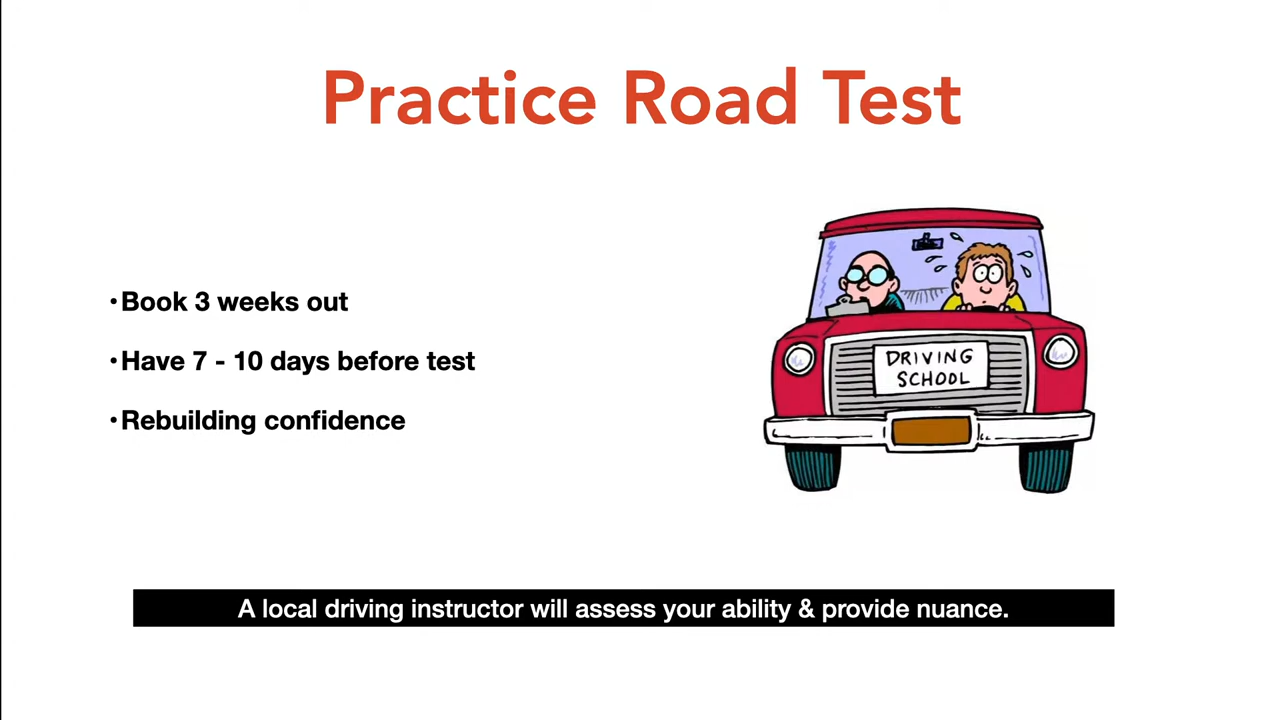 Practice Road Test
•Book 3 weeks out
•Have 7 - 10 days before test
•Rebuilding confidence
DRIVING
SCHOOL
A local driving instructor will assess your ability & provide nuance.